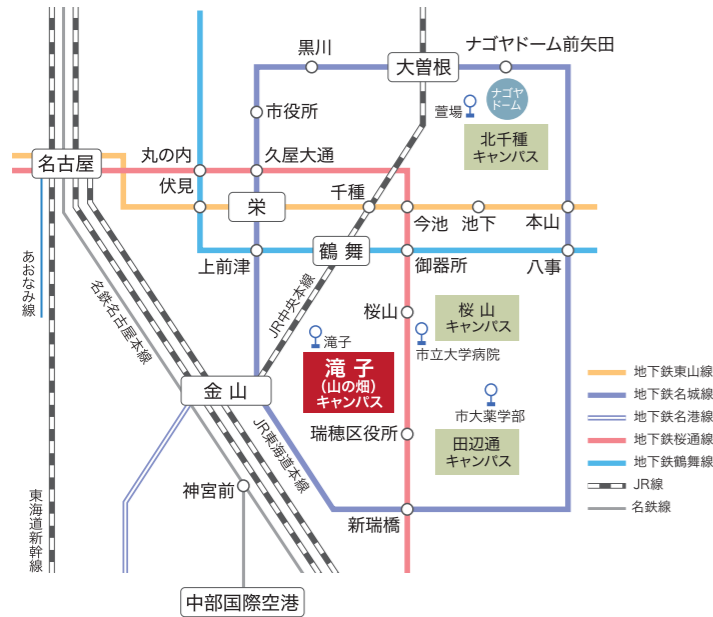 黒川
大曽根
ナゴヤドーム前矢田
市役所
萱場
ナゴヤ
ドーム
北千種
キャンパス
名古屋
丸の内
久屋大通
伏見
栄
千種
今池
池下
本山
上前津
鶴舞
御器所
八事
あおなみ線
名鉄名古屋本線
JR中央本線
桜山
桜 山
キャンパス
市立大学病院
滝子
滝 子
(山の畑)
キャンパス
金 山
市大薬学部
瑞穂区役所
田辺通
キャンパス
JR東海道本線
神宮前
新瑞橋
東海道新幹線
中部国際空港
地下鉄東山線
地下鉄名城線
地下鉄名港線
地下鉄桜通線
地下鉄鶴舞線
JR線
名鉄線